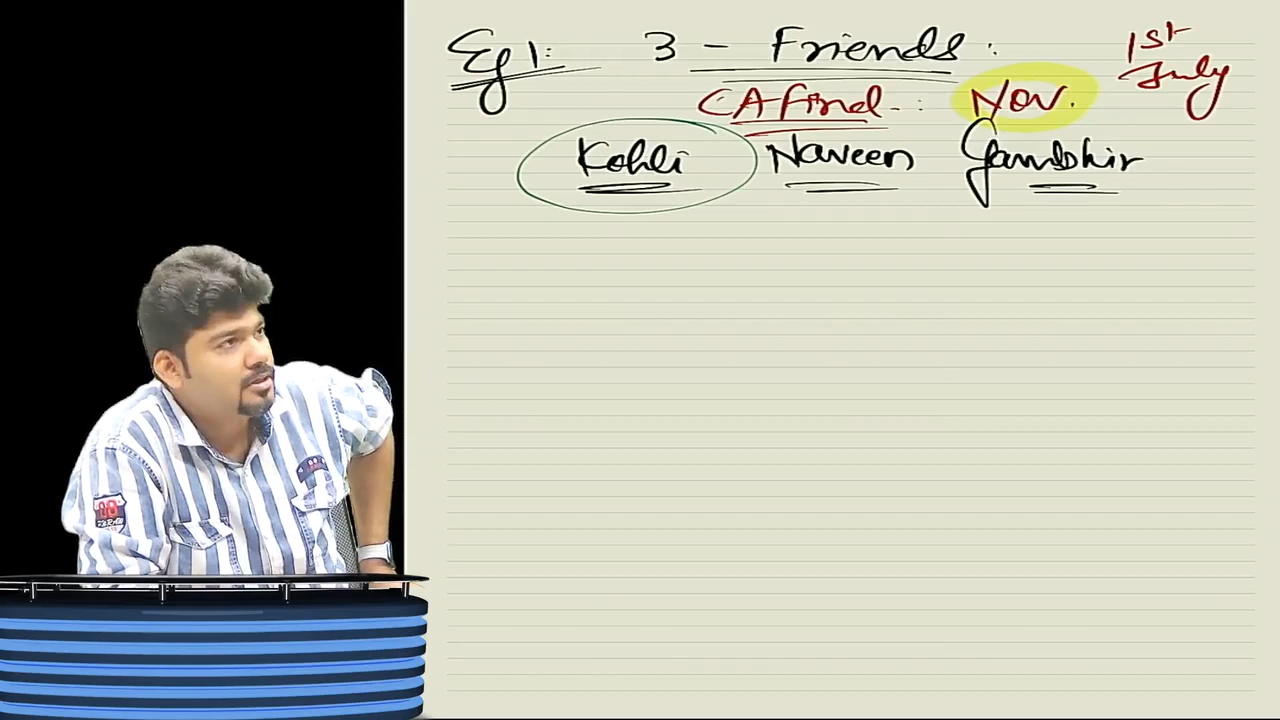 Eg 1: 3 - Friends :
1st July
CA final : Nov.
Kohli Naveen Gambhir